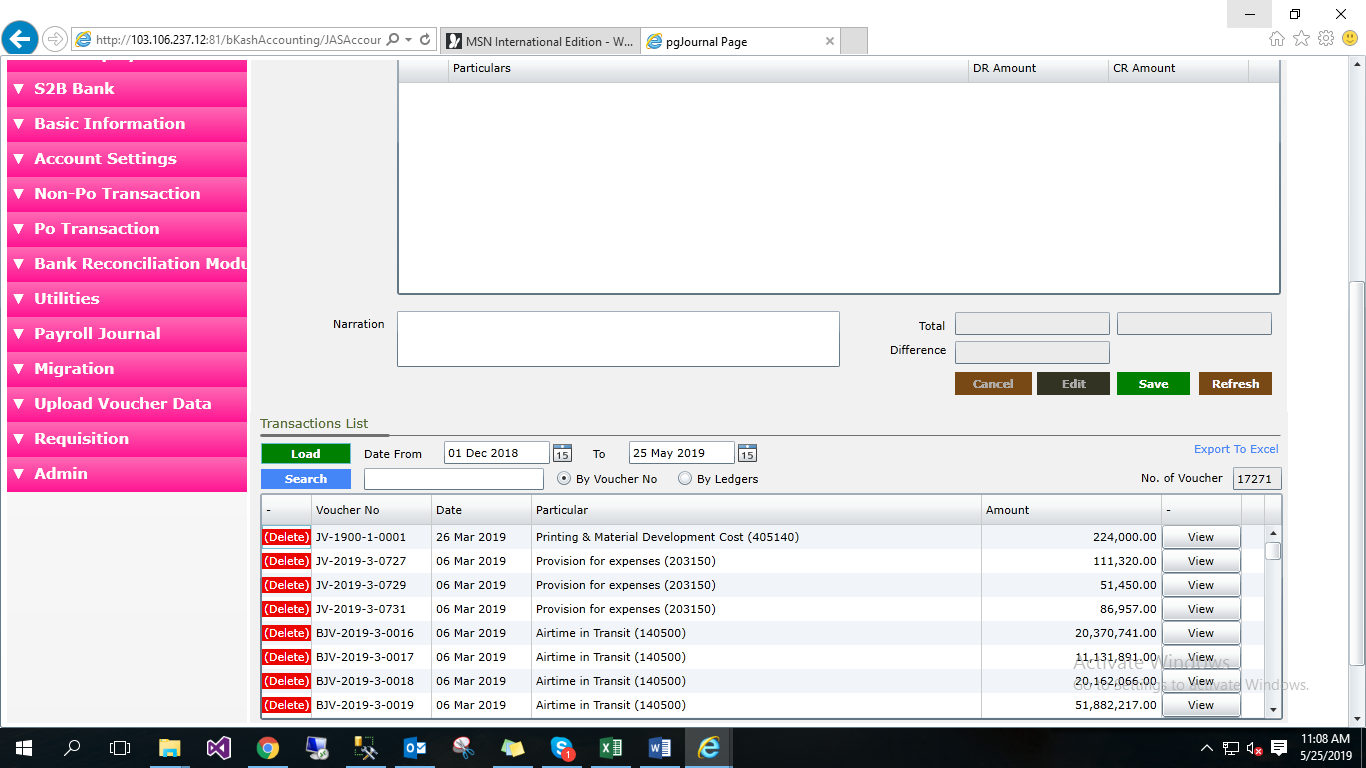 http://103.106.237.12:81/bKashAccounting/JASAccour
MSN International Edition - W...
pgJournal Page
S2B Bank
Basic Information
Account Settings
Non-Po Transaction
Po Transaction
Bank Reconciliation Modu
Utilities
Payroll Journal
Migration
Upload Voucher Data
Requisition
Admin
Particulars DR Amount CR Amount
Narration
Total
Difference
Cancel Edit Save Refresh
Transactions List
Load Date From 01 Dec 2018 15 To 25 May 2019 15 Export To Excel
Search By Voucher No By Ledgers No. of Voucher 17271
- Voucher No Date Particular Amount -
(Delete) JV-1900-1-0001 26 Mar 2019 Printing & Material Development Cost (405140) 224,000.00 View
(Delete) JV-2019-3-0727 06 Mar 2019 Provision for expenses (203150) 111,320.00 View
(Delete) JV-2019-3-0729 06 Mar 2019 Provision for expenses (203150) 51,450.00 View
(Delete) JV-2019-3-0731 06 Mar 2019 Provision for expenses (203150) 86,957.00 View
(Delete) BJV-2019-3-0016 06 Mar 2019 Airtime in Transit (140500) 20,370,741.00 View
(Delete) BJV-2019-3-0017 06 Mar 2019 Airtime in Transit (140500) 11,131,891.00 View
(Delete) BJV-2019-3-0018 06 Mar 2019 Airtime in Transit (140500) 20,162,066.00 View
(Delete) BJV-2019-3-0019 06 Mar 2019 Airtime in Transit (140500) 51,882,217.00 View
Activate Windows
Go to Settings to activate Windows.
11:08 AM
5/25/2019